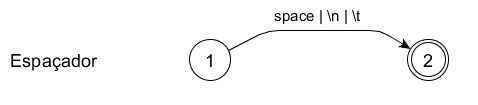 space | \n | \t
Espaçador
1
2